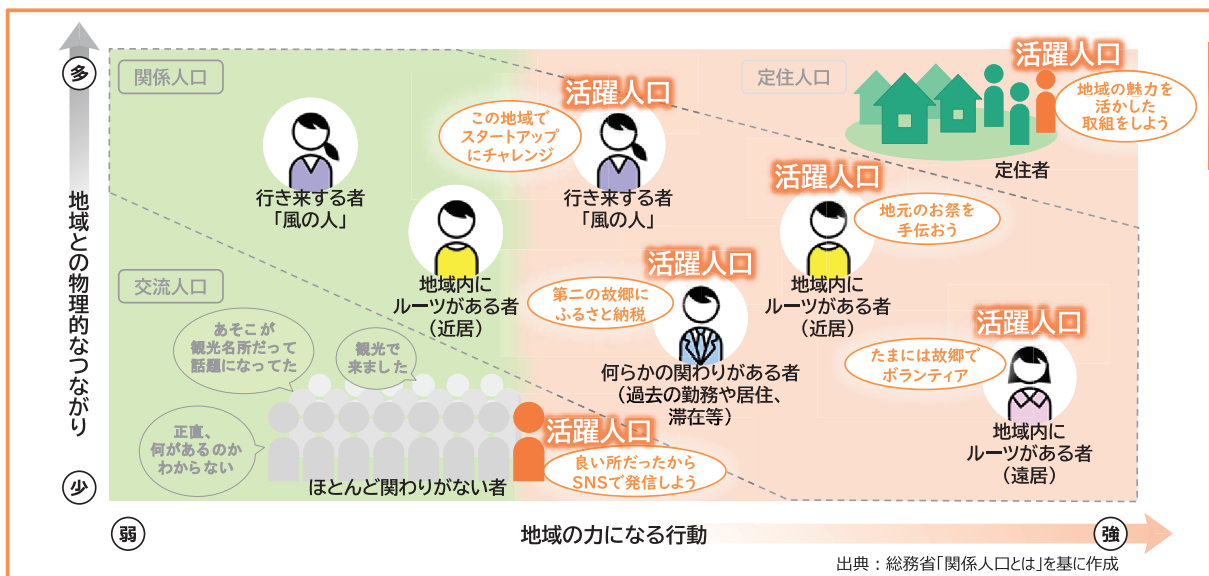 多
地域との物理的なつながり
少
関係人口
行き来する者
「風の人」
この地域で
スタートアップ
にチャレンジ
活躍人口
行き来する者
「風の人」
定住人口
活躍人口
地域の魅力を
活かした
取組をしよう
定住者
地域内に
ルーツがある者
（近居）
活躍人口
地元のお祭を
手伝おう
地域内に
ルーツがある者
（近居）
活躍人口
第二の故郷に
ふるさと納税
何らかの関わりがある者
（過去の勤務や居住、
滞在等）
活躍人口
たまには故郷で
ボランティア
地域内に
ルーツがある者
（遠居）
交流人口
あそこが
観光名所だって
話題になってた
観光で
来ました
正直、
何があるのか
わからない
ほとんど関わりがない者
活躍人口
良い所だったから
SNSで発信しよう
弱
地域の力になる行動
強
出典：総務省「関係人口とは」を基に作成